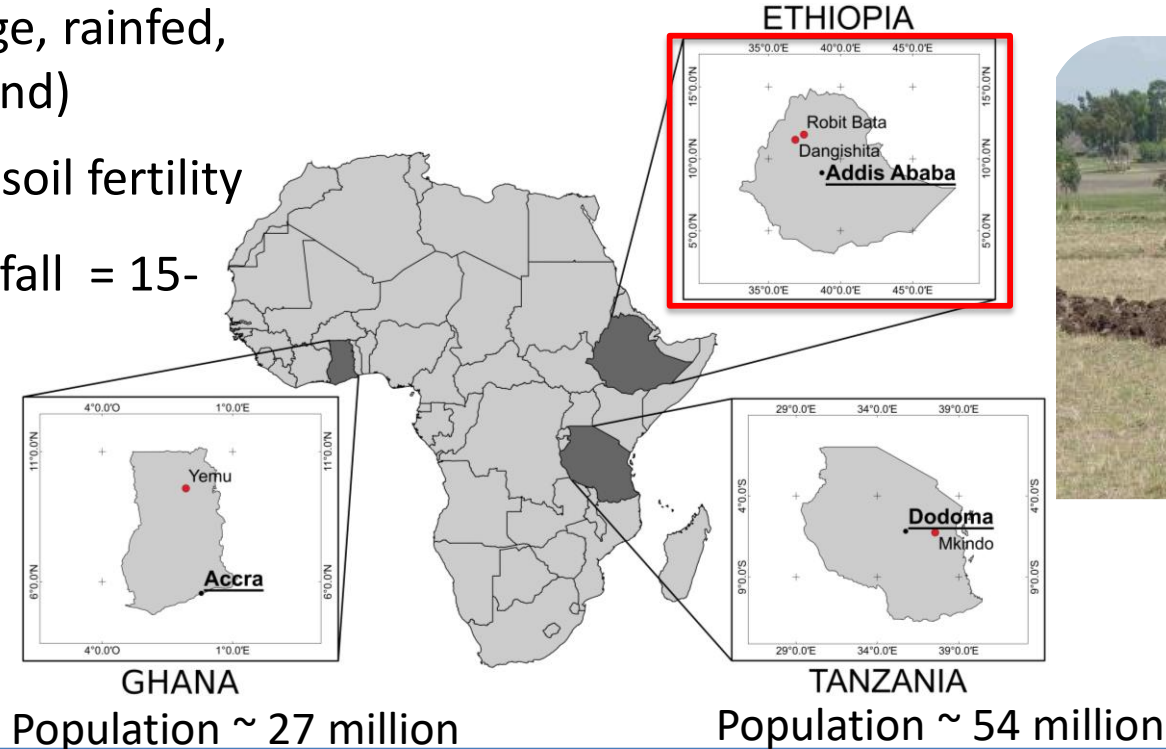 ge, rainfed,
nd)
soil fertility
fall = 15-
ETHIOPIA
35°0.0'E 40°0.0'E 45°0.0'E
15°0.0'N 15°0.0'N
Robit Bata
Dangishita
10°0.0'N 10°0.0'N
Addis Ababa
5°0.0'N 5°0.0'N
35°0.0'E 40°0.0'E 45°0.0'E
4°0.0'O 1°0.0'E
11°0.0'N 11°0.0'N
Yemu
6°0.0'N 6°0.0'N
Accra
4°0.0'O 1°0.0'E
GHANA
Population ~ 27 million
29°0.0'E 34°0.0'E 39°0.0'E
4°0.0'S 4°0.0'S
Dodoma
Mkindo
9°0.0'S 9°0.0'S
29°0.0'E 34°0.0'E 39°0.0'E
TANZANIA
Population ~ 54 million